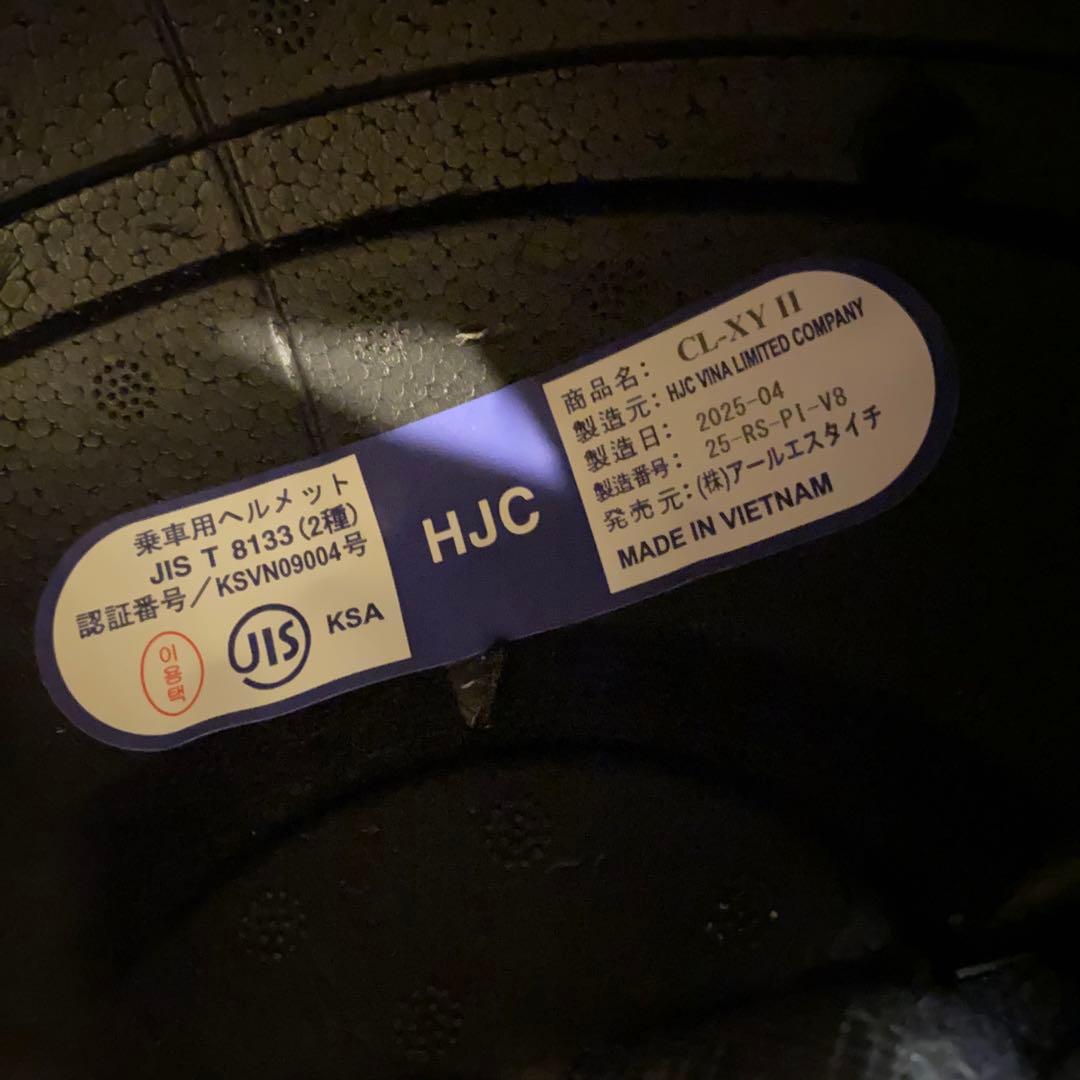 乗車用ヘルメット
JIS T 8133(2種)
認証番号/KSVN09004号
이용택
JIS
KSA
HJC
商品名: CL-XY II
製造元: HJC VINA LIMITED COMPANY
製造日: 2025-04
製造番号: 25-RS-PI-V8
発売元:(株)アールエスタイチ
MADE IN VIETNAM